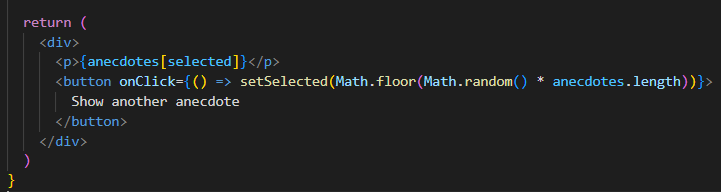 return (
<div>
<p>{anecdotes[selected]}</p>
<button onClick={() => setSelected(Math.floor(Math.random() * anecdotes.length))}>
Show another anecdote
</button>
</div>
)
}